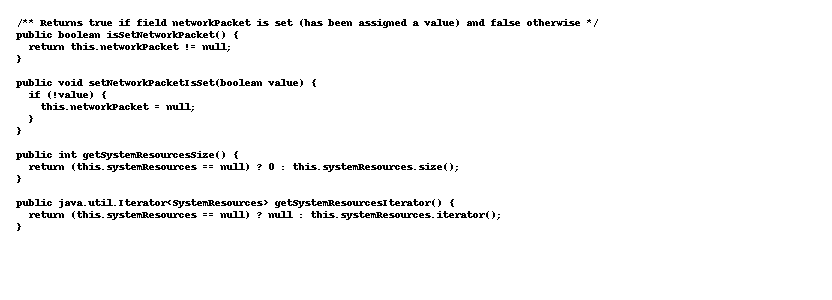 /** Returns true if field networkPacket is set (has been assigned a value) and false otherwise */
public boolean isSetNetworkPacket() {
  return this.networkPacket != null;
}

public void setNetworkPacketIsSet(boolean value) {
  if (!value) {
    this.networkPacket = null;
  }
}

public int getSystemResourcesSize() {
  return (this.systemResources == null) ? 0 : this.systemResources.size();
}

public java.util.Iterator<SystemResources> getSystemResourcesIterator() {
  return (this.systemResources == null) ? null : this.systemResources.iterator();
}